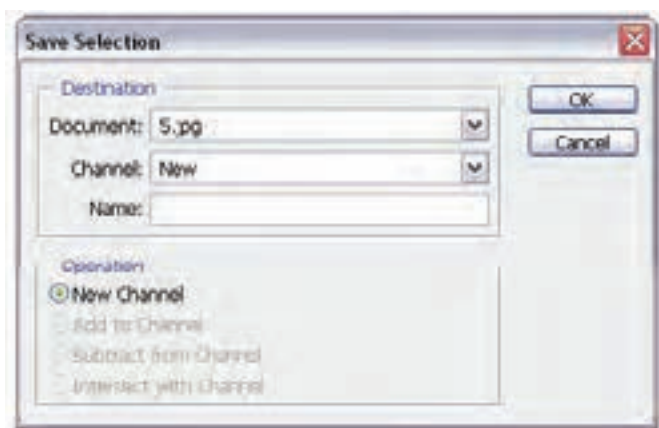 Save Selection
Destination
OK
Document: 5.jpg
Cancel
Channel: New
Name:
Operation
New Channel
Add to Channel
Subtract from Channel
Intersect with Channel